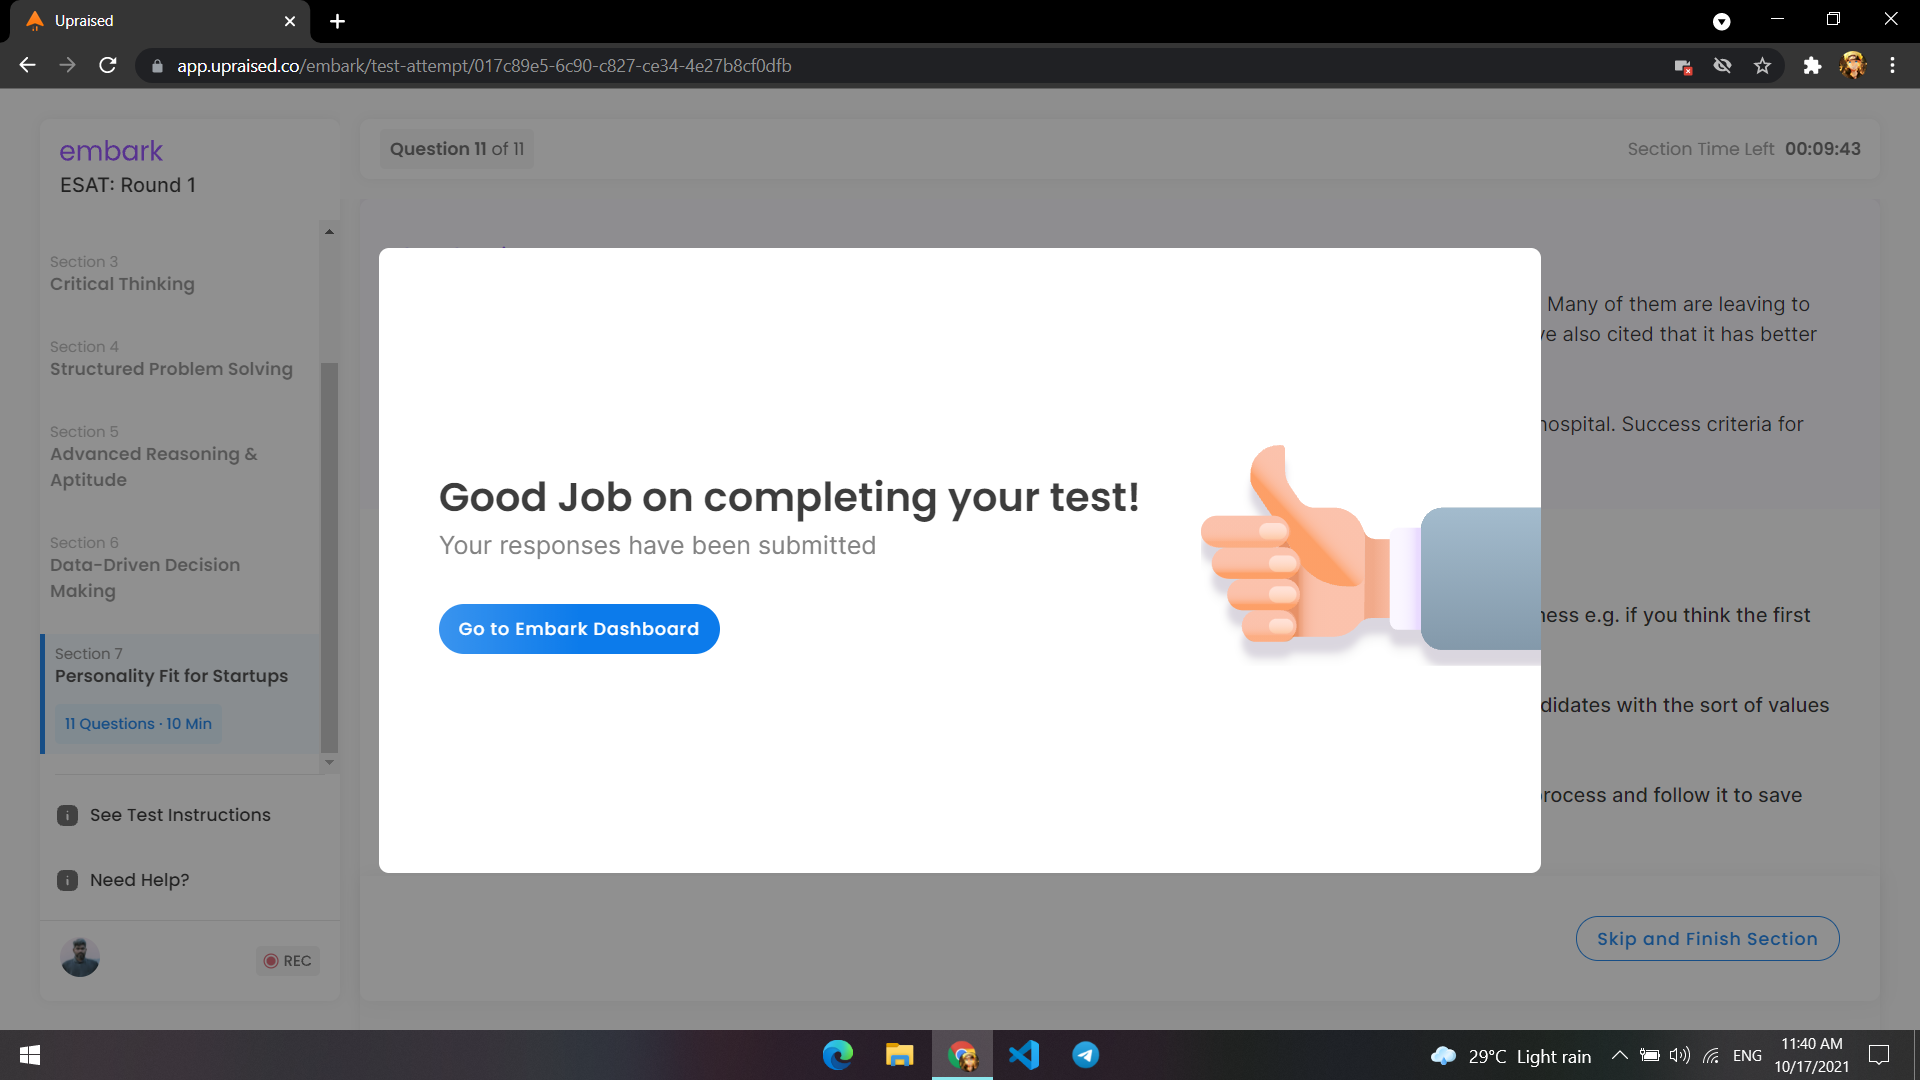 Upraised
app.upraised.co/embark/test-attempt/017c89e5-6c90-c827-ce34-4e27b8cf0dfb
embark
ESAT: Round 1
Section 3
Critical Thinking
Section 4
Structured Problem Solving
Section 5
Advanced Reasoning &
Aptitude
Section 6
Data-Driven Decision
Making
Section 7
Personality Fit for Startups
11 Questions · 10 Min
See Test Instructions
Need Help?
REC
Question 11 of 11
Section Time Left 00:09:43
Many of them are leaving to
also cited that it has better
hospital. Success criteria for
e.g. if you think the first
with the sort of values
process and follow it to save
Good Job on completing your test!
Your responses have been submitted
Go to Embark Dashboard
Skip and Finish Section
29°C Light rain
ENG
11:40 AM
10/17/2021